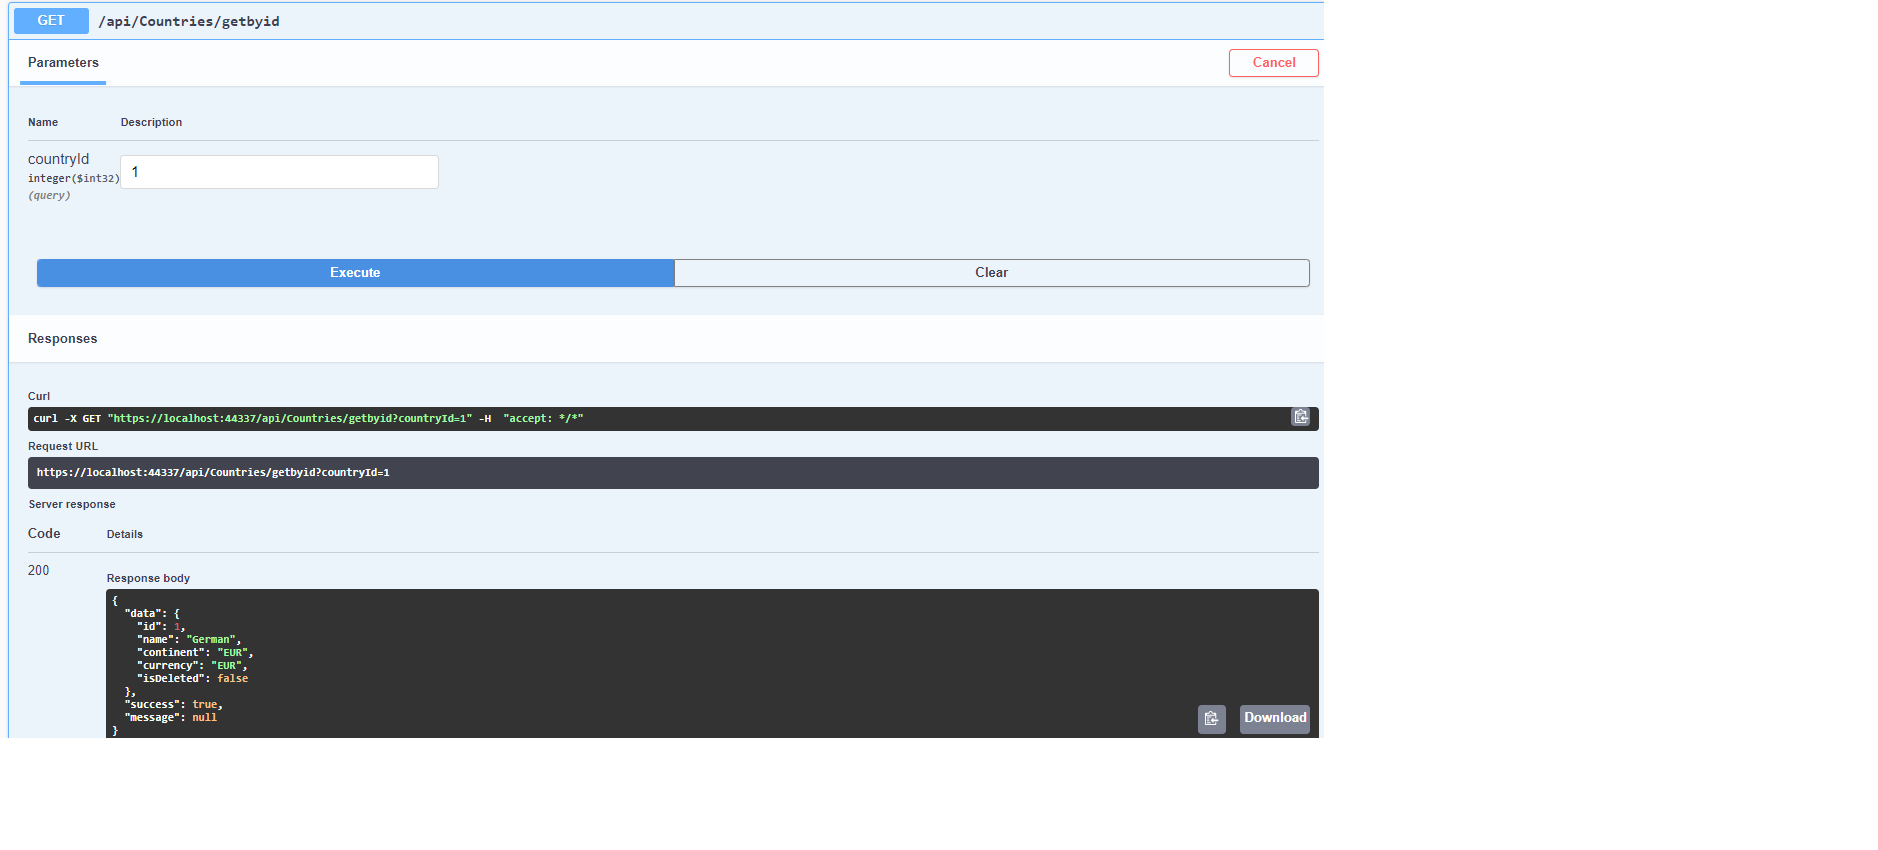 GET /api/Countries/getbyid
Parameters
Cancel
Name Description
countryId
integer($int32)
(query)
1
Execute
Clear
Responses
Curl
curl -X GET "https://localhost:44337/api/Countries/getbyid?countryId=1" -H  "accept: */*"
Request URL
https://localhost:44337/api/Countries/getbyid?countryId=1
Server response
Code Details
200
Response body
{
  "data": {
    "id": 1,
    "name": "German",
    "continent": "EUR",
    "currency": "EUR",
    "isDeleted": false
  },
  "success": true,
  "message": null
}
Download